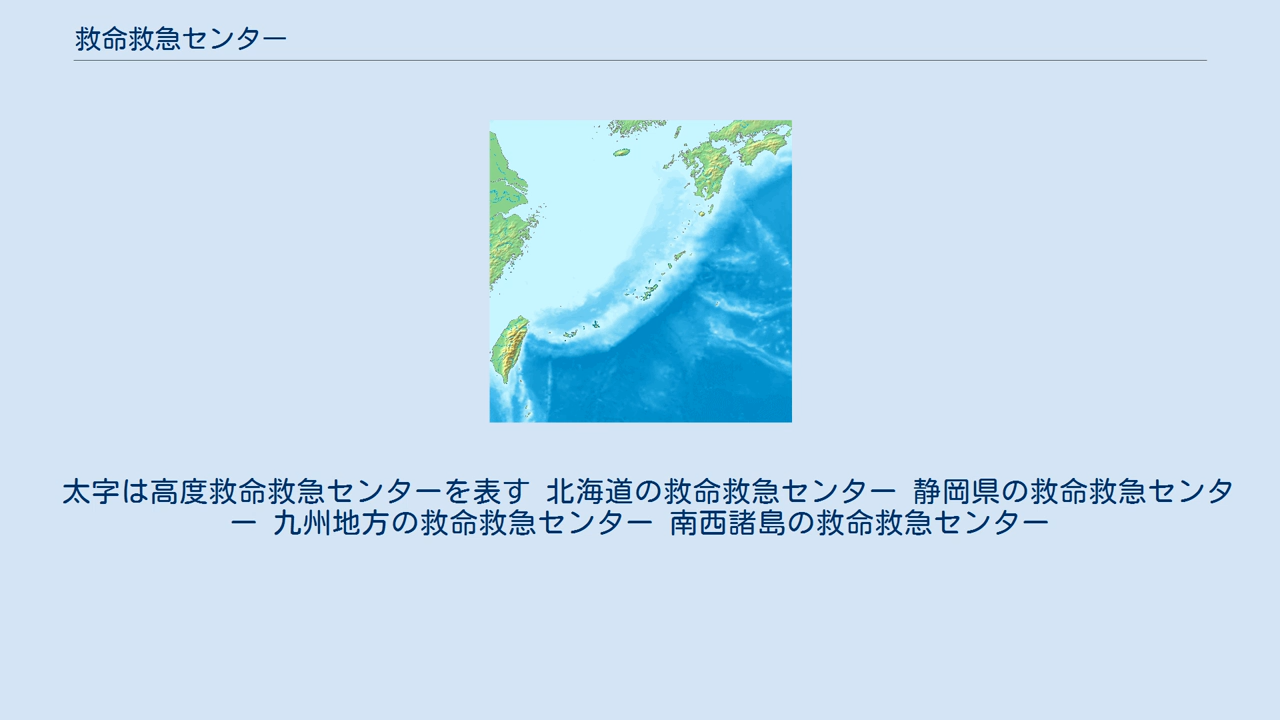 救命救急センター
太字は高度救命救急センターを表す 北海道の救命救急センター 静岡県の救命救急センタ
ー 九州地方の救命救急センター 南西諸島の救命救急センター